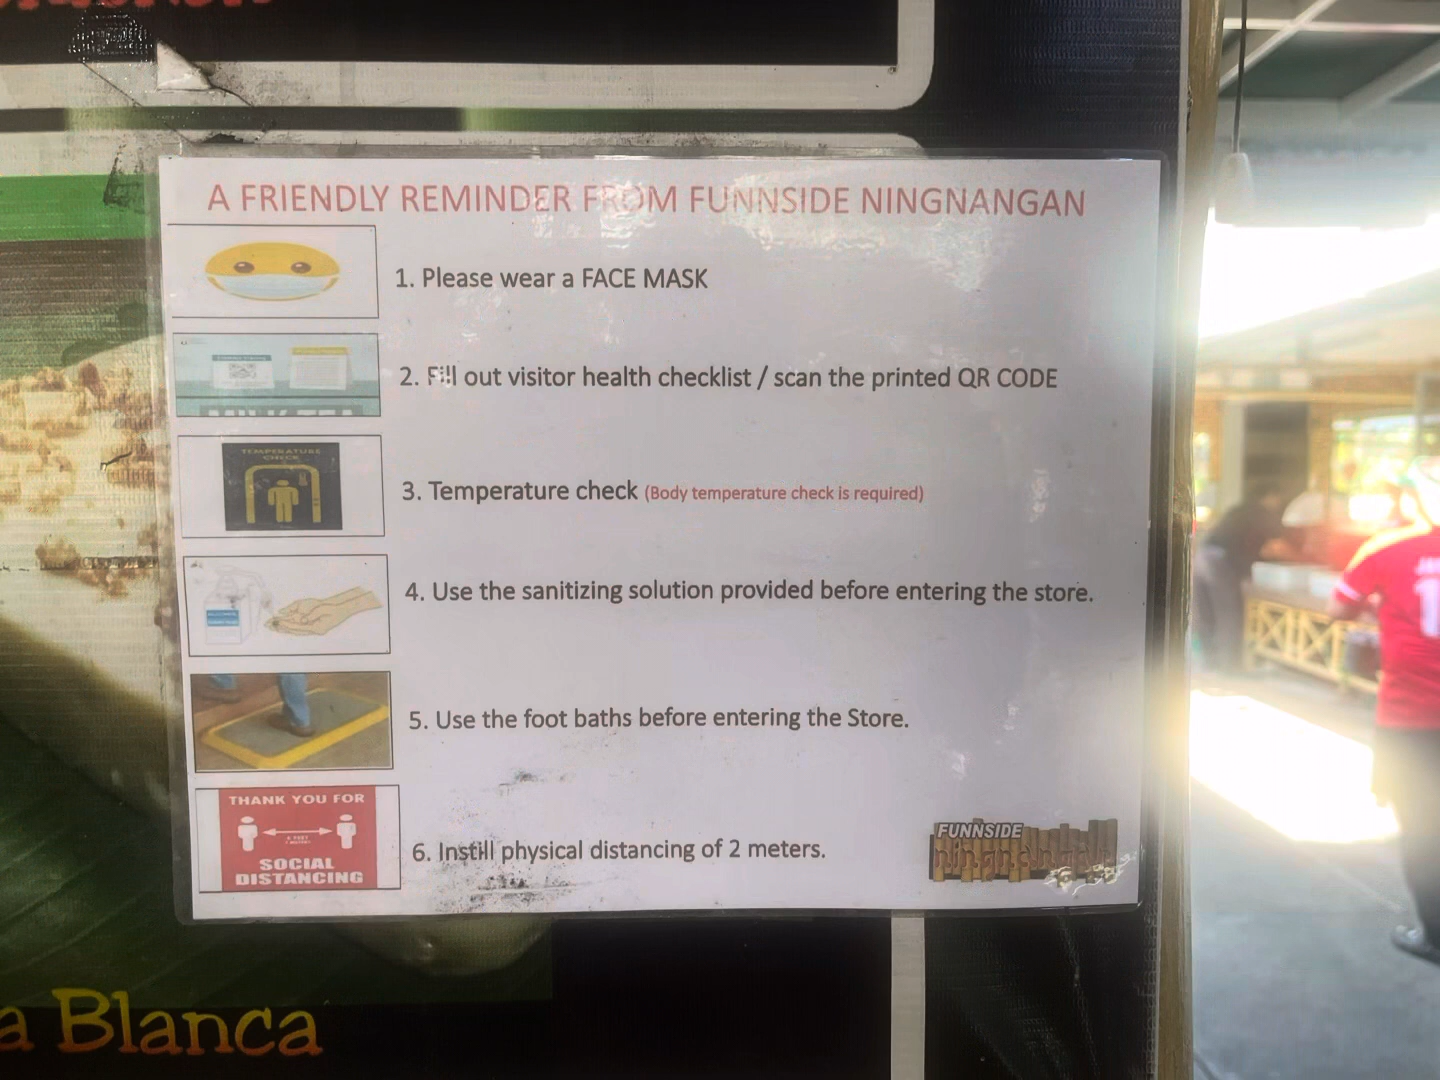 A FRIENDLY REMINDER FROM FUNNSIDE NINGNANGAN
1. Please wear a FACE MASK
2. Fill out visitor health checklist / scan the printed QR CODE
TEMPERATURE
CHECK
3. Temperature check (Body temperature check is required)
4. Use the sanitizing solution provided before entering the store.
5. Use the foot baths before entering the Store.
THANK YOU FOR
SOCIAL
DISTANCING
6. Instill physical distancing of 2 meters.
FUNNSIDE
ningnangan
a Blanca